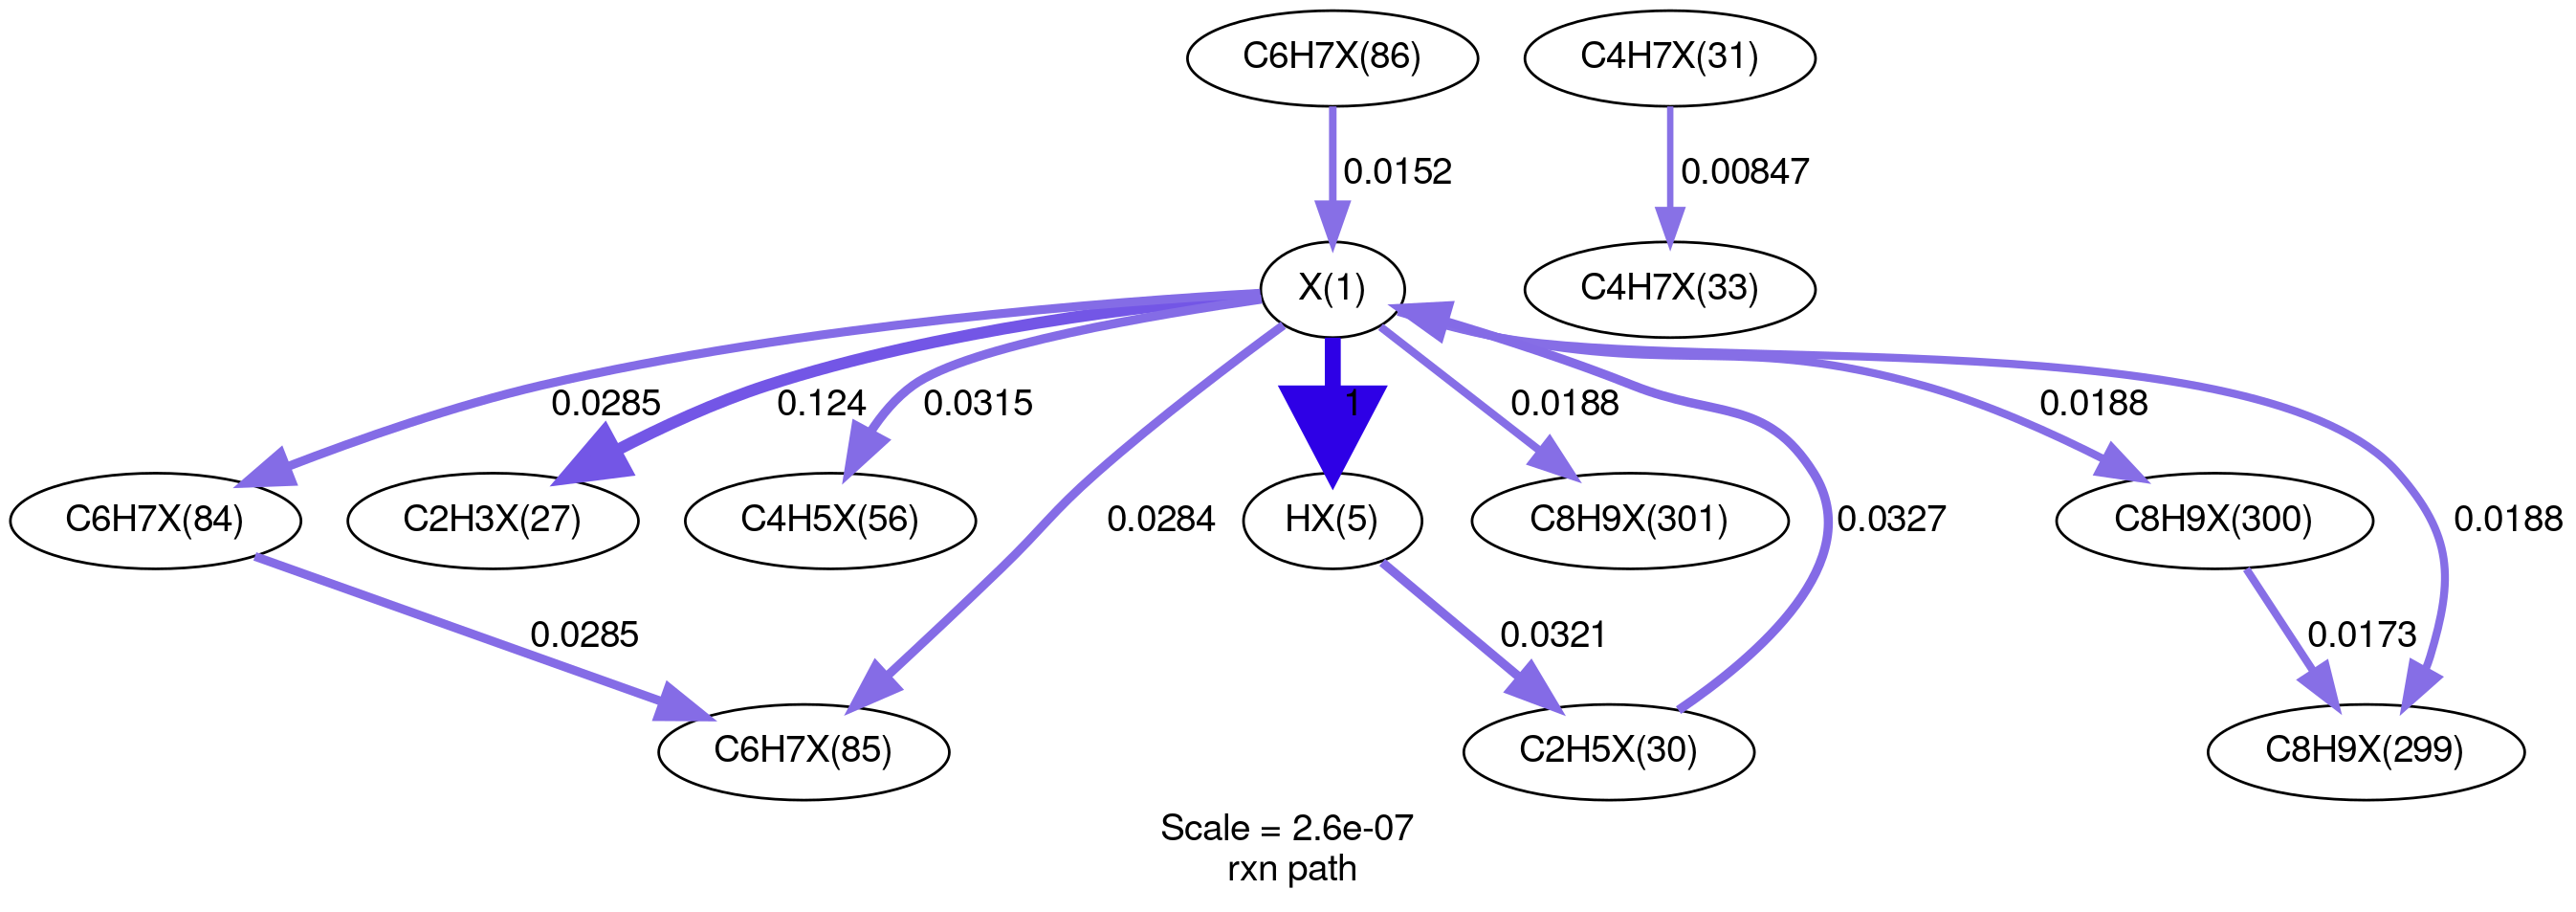 C6H7X(86)
C4H7X(31)
0.0152
0.00847
X(1)
C4H7X(33)
0.0285
0.124
0.0315
1
0.0188
0.0188
C6H7X(84)
C2H3X(27)
C4H5X(56)
0.0284
HX(5)
C8H9X(301)
0.0327
C8H9X(300)
0.0188
0.0285
0.0321
0.0173
C6H7X(85)
C2H5X(30)
C8H9X(299)
Scale = 2.6e-07
rxn path